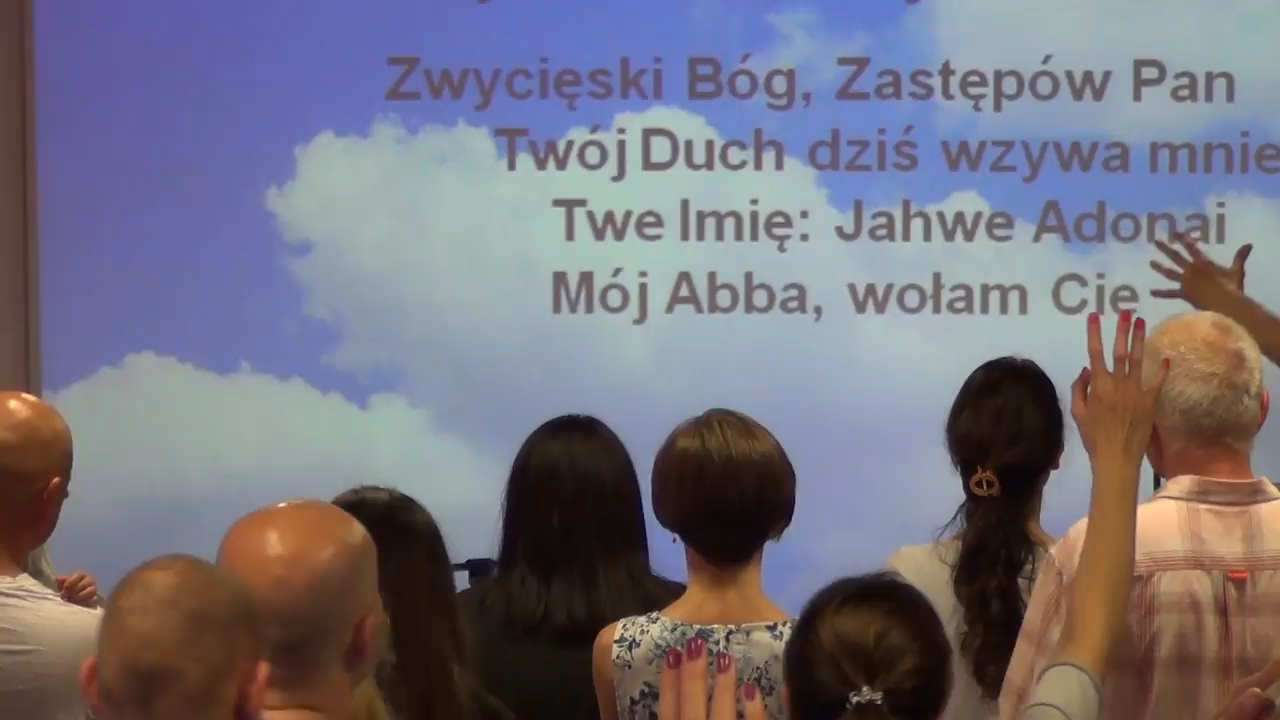 Zwycięski Bóg, Zastępów Pan
Twój Duch dziś wzywa mnie
Twe Imię: Jahwe Adonai
Mój Abba, wołam Cię